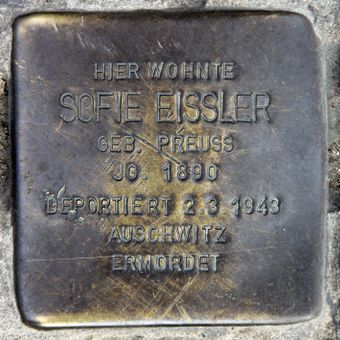 HIER WOHNTE
SOFIE EISSLER
GEB. PREUSS
JG. 1890
DEPORTIERT 2.3.1943
AUSCHWITZ
ERMORDET